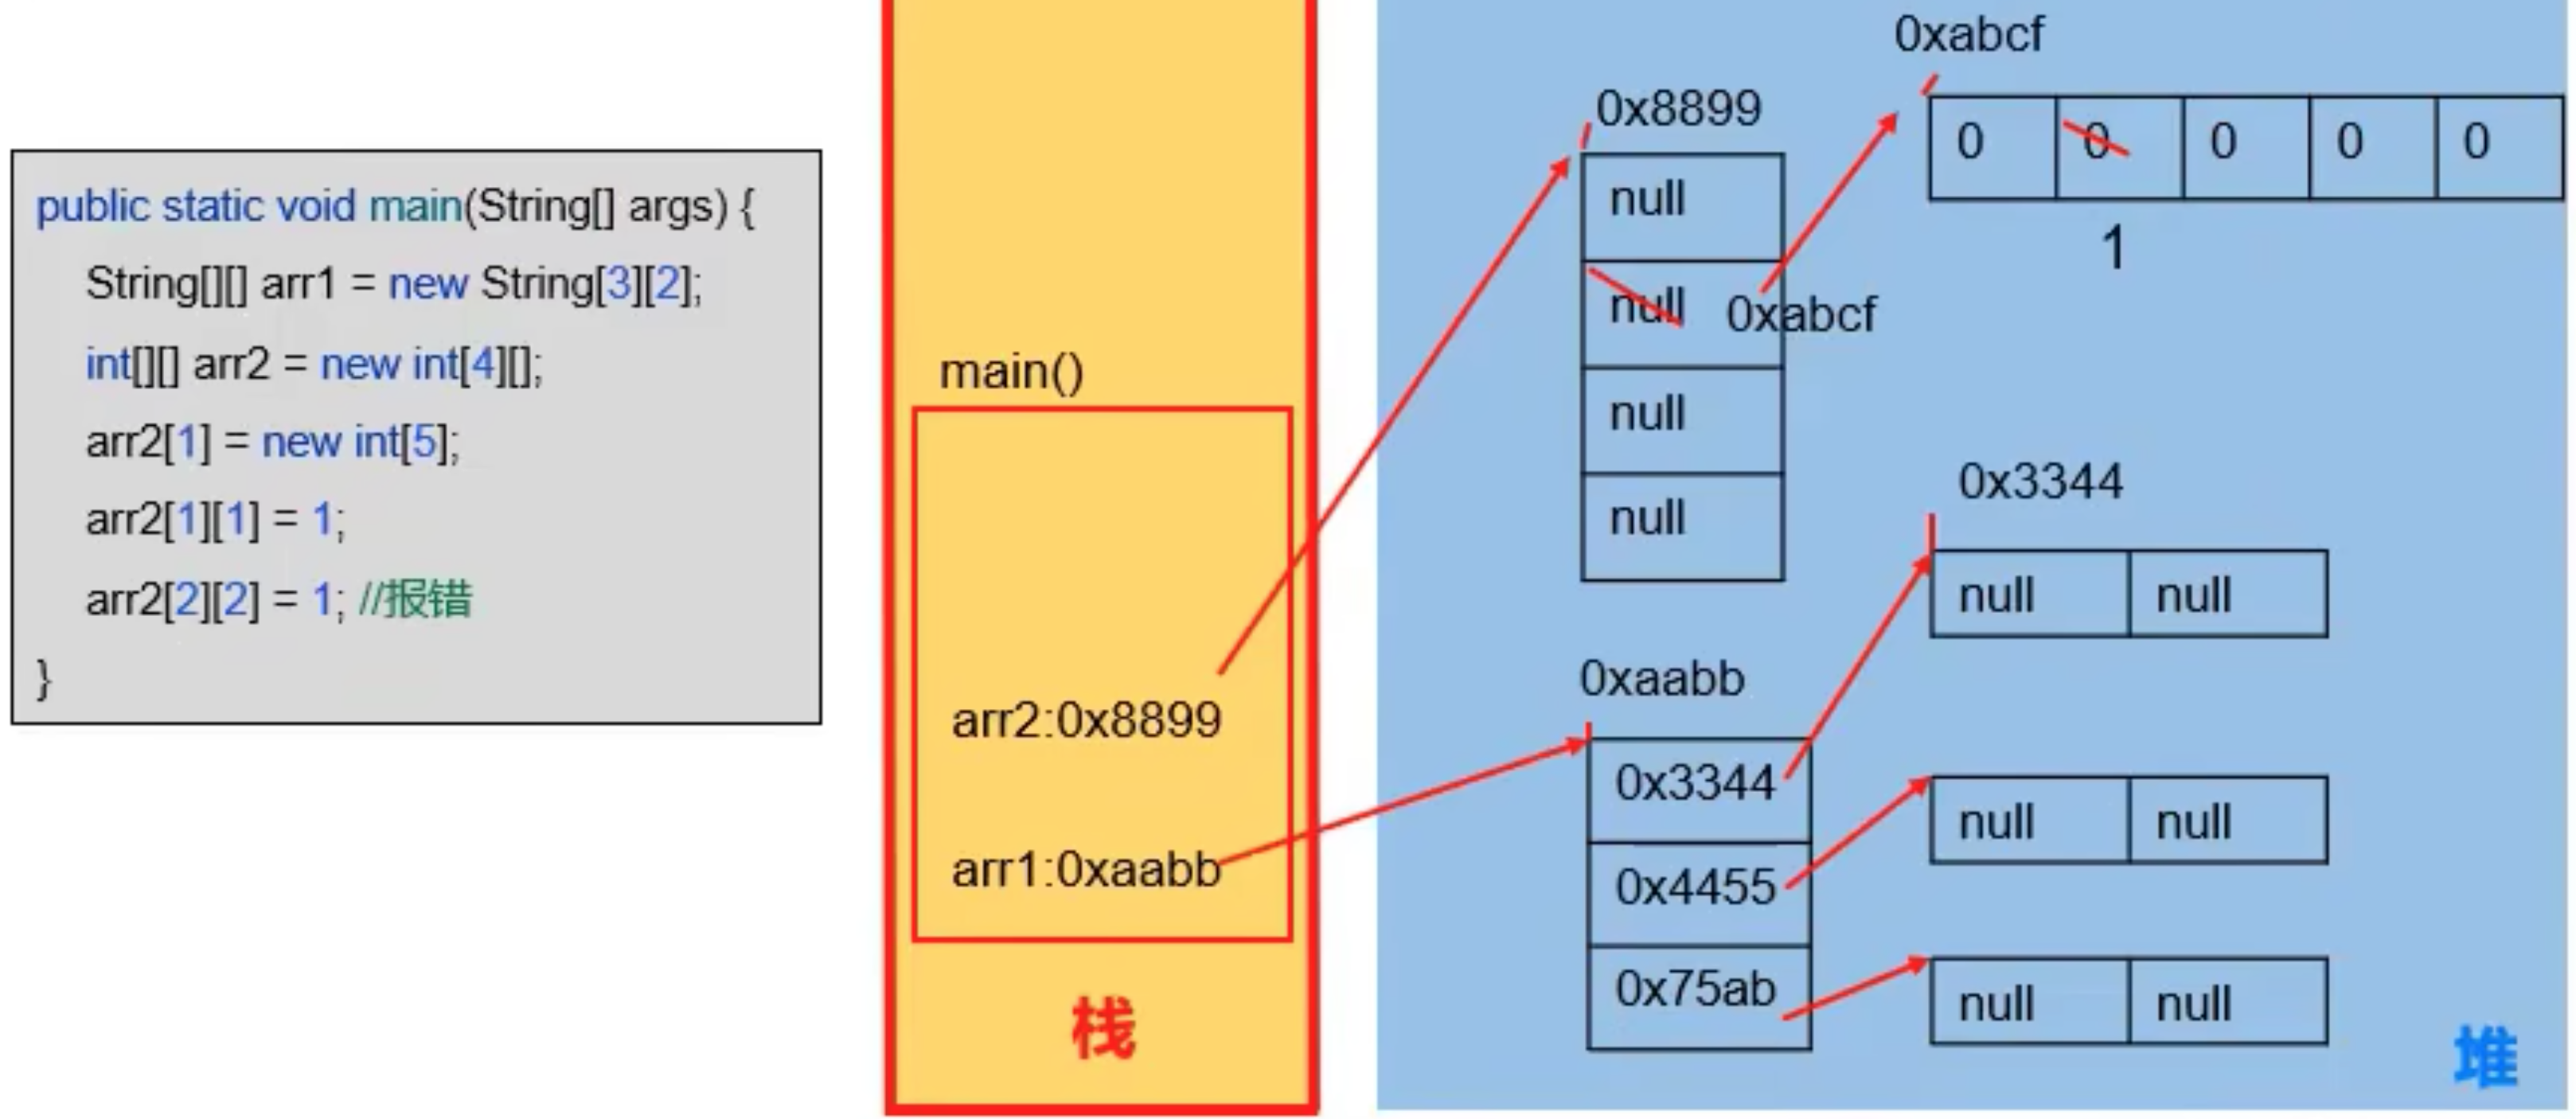 public static void main(String[] args) {
String[][] arr1 = new String[3][2];
int[][] arr2 = new int[4][];
arr2[1] = new int[5];
arr2[1][1] = 1;
arr2[2][2] = 1; //报错
}
main()
arr2:0x8899
arr1:0xaabb
栈
0x8899
null
null 0xabcf
null
null
0xabcf
0 0 0 0 0
1
0xaabb
0x3344
0x4455
0x75ab
0x3344
null null
null null
null null
堆